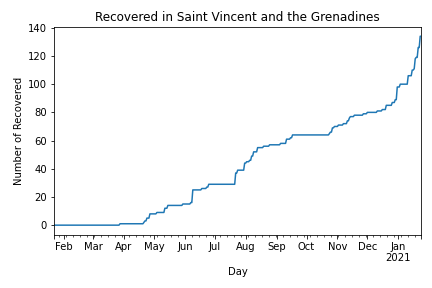 Recovered in Saint Vincent and the Grenadines
140
120
100
80
60
40
20
0
Number of Recovered
Feb Mar Apr May Jun Jul Aug Sep Oct Nov Dec Jan
2021
Day